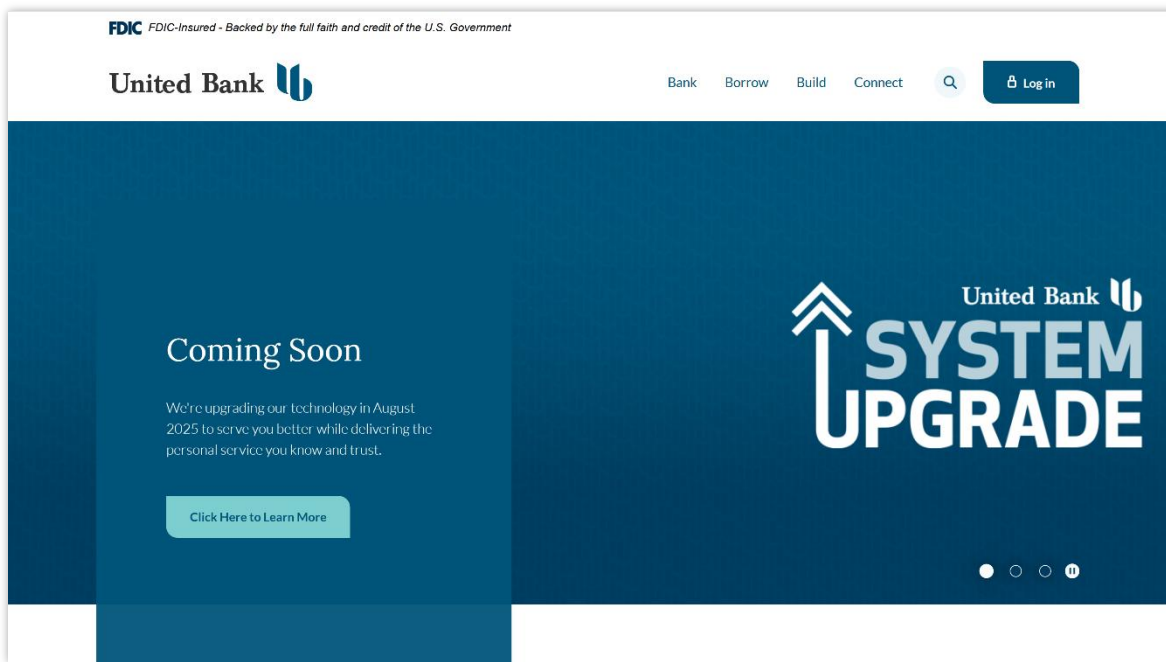 FDIC FDIC-Insured - Backed by the full faith and credit of the U.S. Government
United Bank
Bank Borrow Build Connect Log in
United Bank
SYSTEM
UPGRADE
Coming Soon
We're upgrading our technology in August
2025 to serve you better while delivering the
personal service you know and trust.
Click Here to Learn More